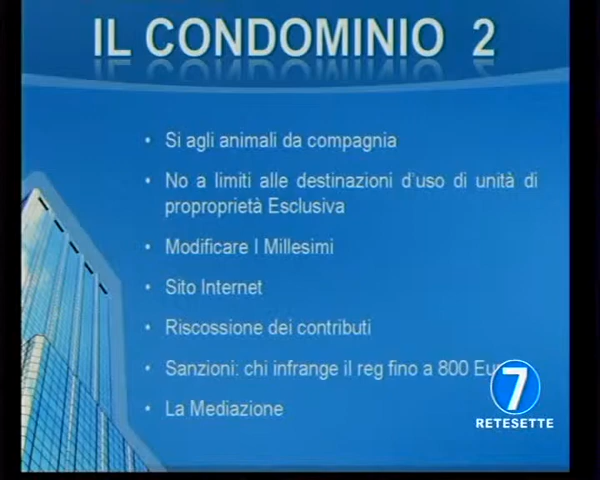 IL CONDOMINIO 2
• Si agli animali da compagnia
• No a limiti alle destinazioni d'uso di unità di
proproprietà Esclusiva
• Modificare I Millesimi
• Sito Internet
• Riscossione dei contributi
• Sanzioni: chi infrange il reg fino a 800 Eu
• La Mediazione
7
RETESETTE